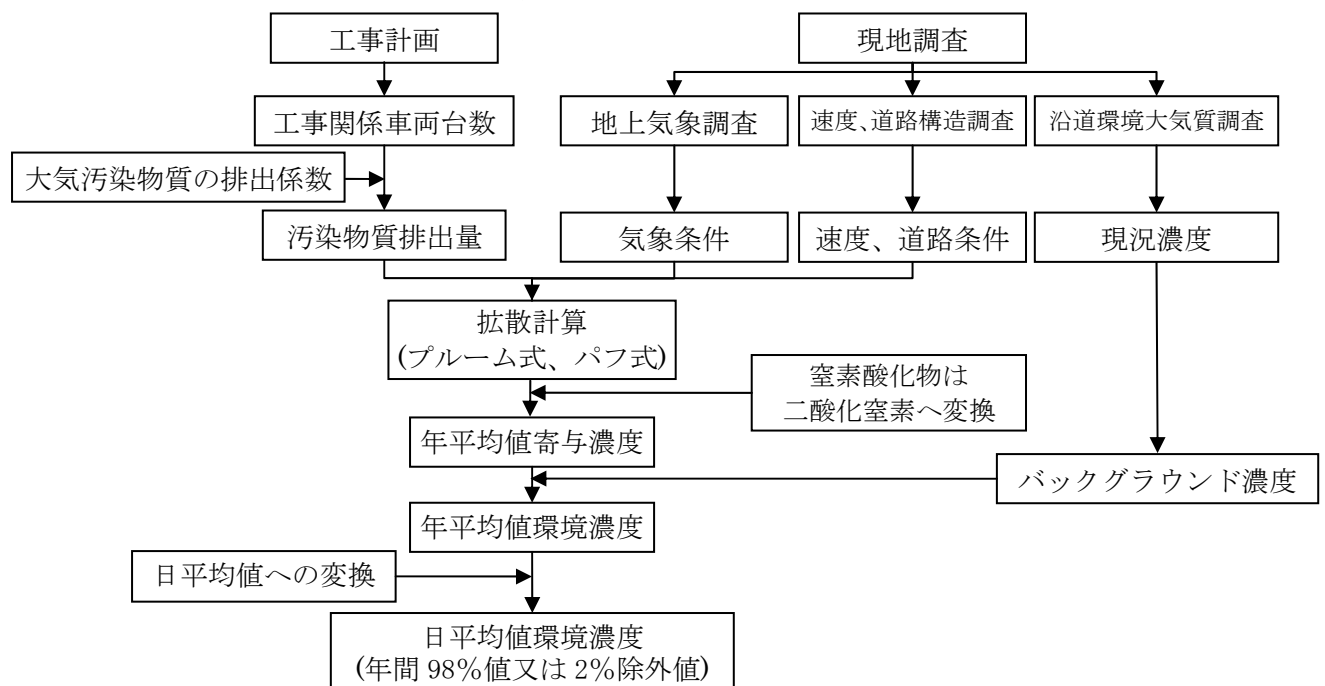 工事計画
現地調査
工事関係車両台数
地上気象調査
速度、道路構造調査
沿道環境大気質調査
大気汚染物質の排出係数
汚染物質排出量
気象条件
速度、道路条件
現況濃度
拡散計算
(プルーム式、パフ式)
窒素酸化物は
二酸化窒素へ変換
年平均値寄与濃度
バックグラウンド濃度
年平均値環境濃度
日平均値への変換
日平均値環境濃度
(年間 98%値又は 2%除外値)